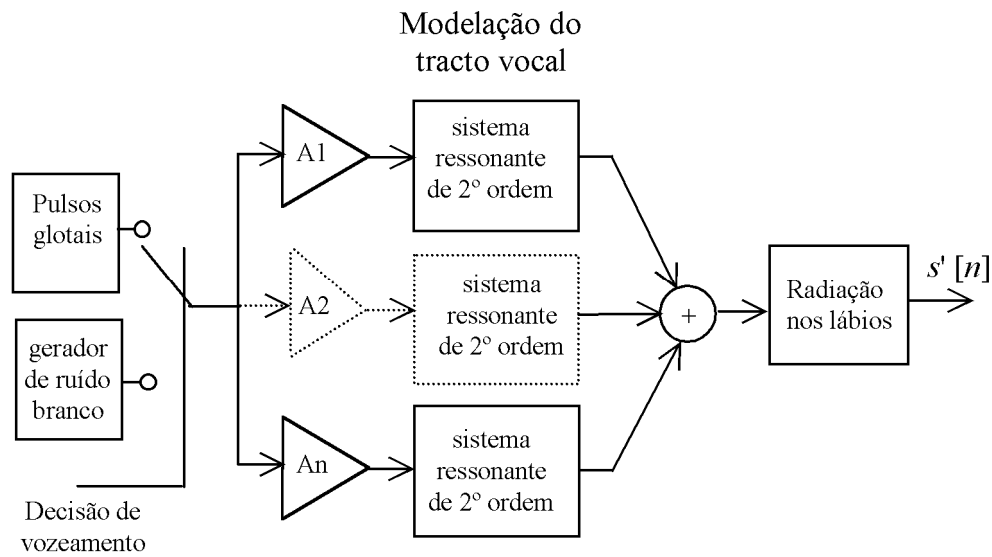 Modelação do
tracto vocal
Pulsos
glotais
gerador
de ruído
branco
Decisão de
vozeamento
A1
sistema
ressonante
de 2º ordem
A2
sistema
ressonante
de 2º ordem
An
sistema
ressonante
de 2º ordem
+
Radiação
nos lábios
s' [n]